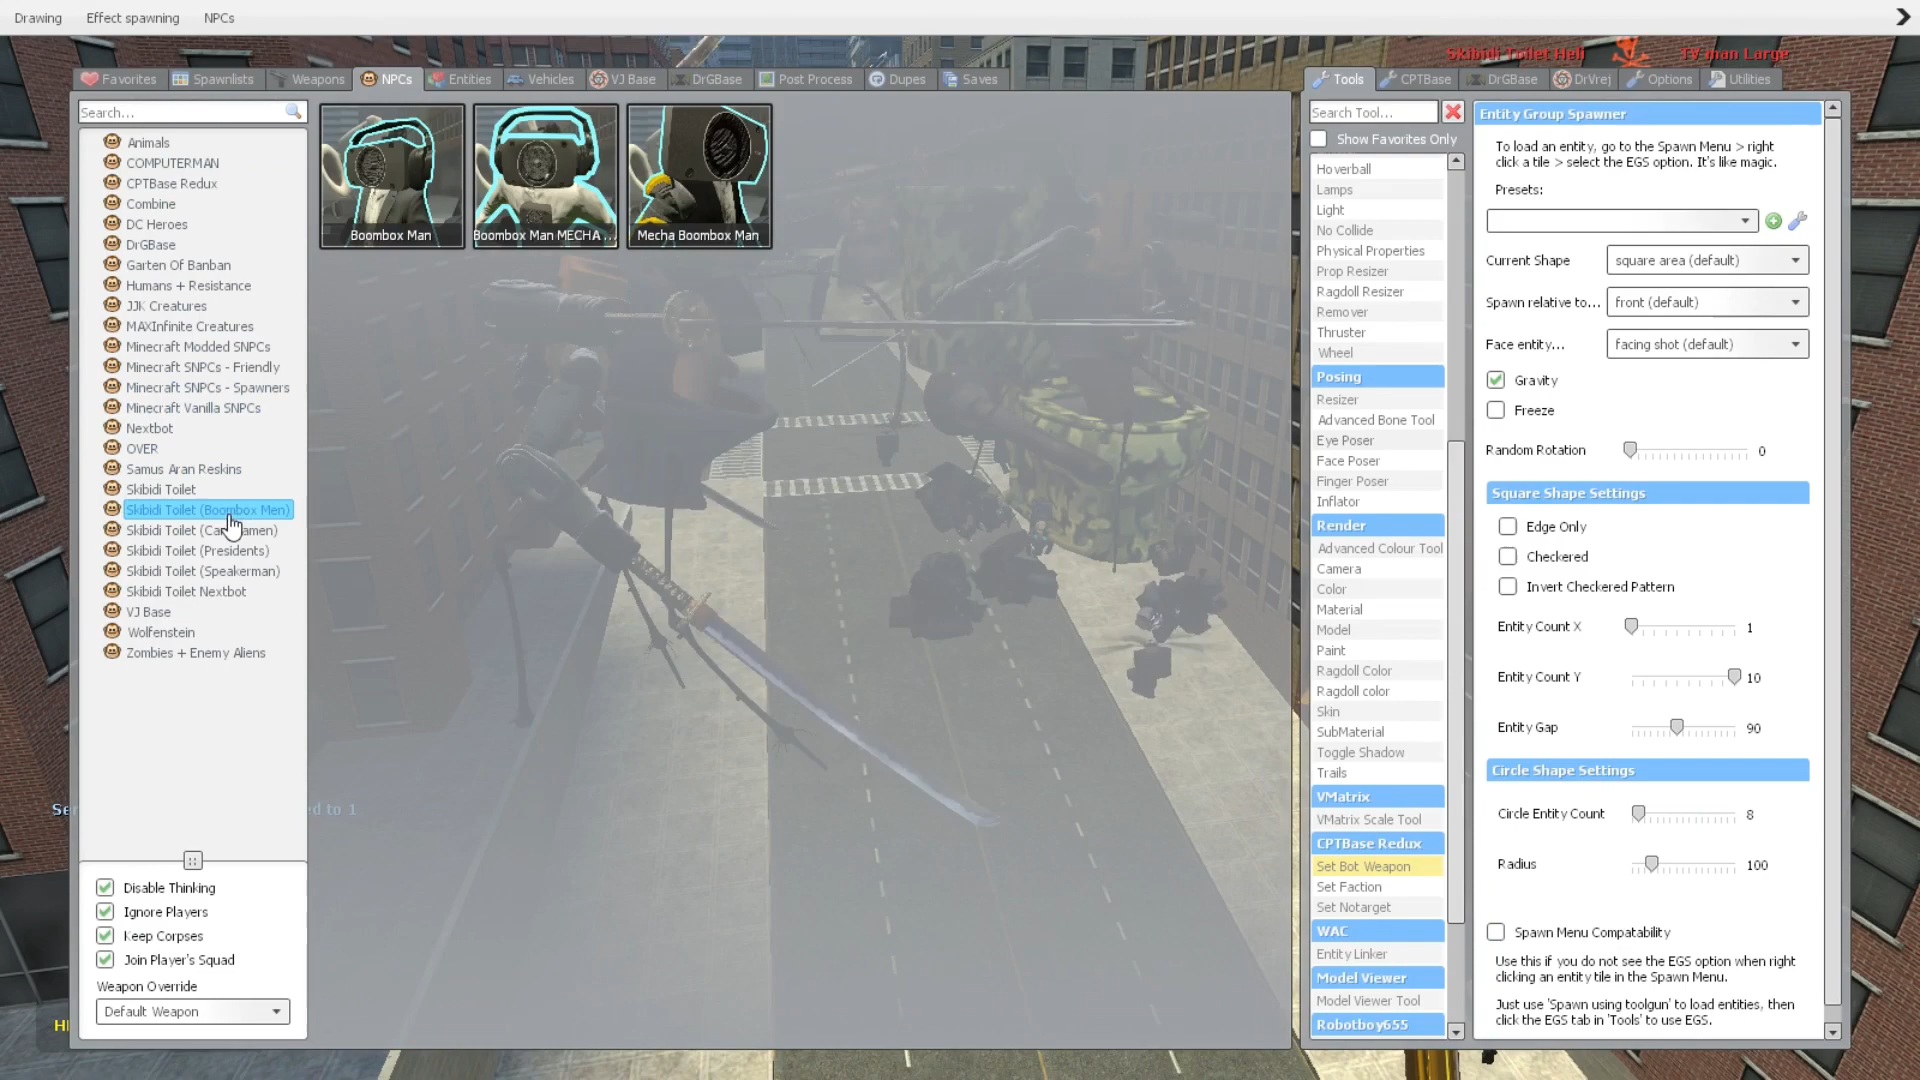 Drawing Effect spawning NPCs
Skibidi Toilet Heli TV man Large
Favorites Spawnlists Weapons NPCs Entities Vehicles VJ Base DrGBase Post Process Dupes Saves
Search...
Animals
COMPUTERMAN
CPTBase Redux
Combine
DC Heroes
DrGBase
Garten Of Banban
Humans + Resistance
JJK Creatures
MAXInfinite Creatures
Minecraft Modded SNPCs
Minecraft SNPCs - Friendly
Minecraft SNPCs - Spawners
Minecraft Vanilla SNPCs
Nextbot
OVER
Samus Aran Reskins
Skibidi Toilet
Skibidi Toilet (Boombox Men)
Skibidi Toilet (Ca amen)
Skibidi Toilet (Presidents)
Skibidi Toilet (Speakerman)
Skibidi Toilet Nextbot
VJ Base
Wolfenstein
Zombies + Enemy Aliens
Boombox Man
Boombox Man MECHA ...
Mecha Boombox Man
Se ed to 1
Disable Thinking
Ignore Players
Keep Corpses
Join Player's Squad
Weapon Override
Default Weapon
Tools CPTBase DrGBase DrVrej Options Utilities
Search Tool...
Show Favorites Only
Hoverball
Lamps
Light
No Collide
Physical Properties
Prop Resizer
Ragdoll Resizer
Remover
Thruster
Wheel
Posing
Resizer
Advanced Bone Tool
Eye Poser
Face Poser
Finger Poser
Inflator
Render
Advanced Colour Tool
Camera
Color
Material
Model
Paint
Ragdoll Color
Ragdoll color
Skin
SubMaterial
Toggle Shadow
Trails
VMatrix
VMatrix Scale Tool
CPTBase Redux
Set Bot Weapon
Set Faction
Set Notarget
WAC
Entity Linker
Model Viewer
Model Viewer Tool
Robotboy655
Entity Group Spawner
To load an entity, go to the Spawn Menu > right
click a tile > select the EGS option. It's like magic.
Presets:
Current Shape square area (default)
Spawn relative to... front (default)
Face entity... facing shot (default)
Gravity
Freeze
Random Rotation 0
Square Shape Settings
Edge Only
Checkered
Invert Checkered Pattern
Entity Count X 1
Entity Count Y 10
Entity Gap 90
Circle Shape Settings
Circle Entity Count 8
Radius 100
Spawn Menu Compatability
Use this if you do not see the EGS option when right
clicking an entity tile in the Spawn Menu.
Just use 'Spawn using toolgun' to load entities, then
click the EGS tab in 'Tools' to use EGS.